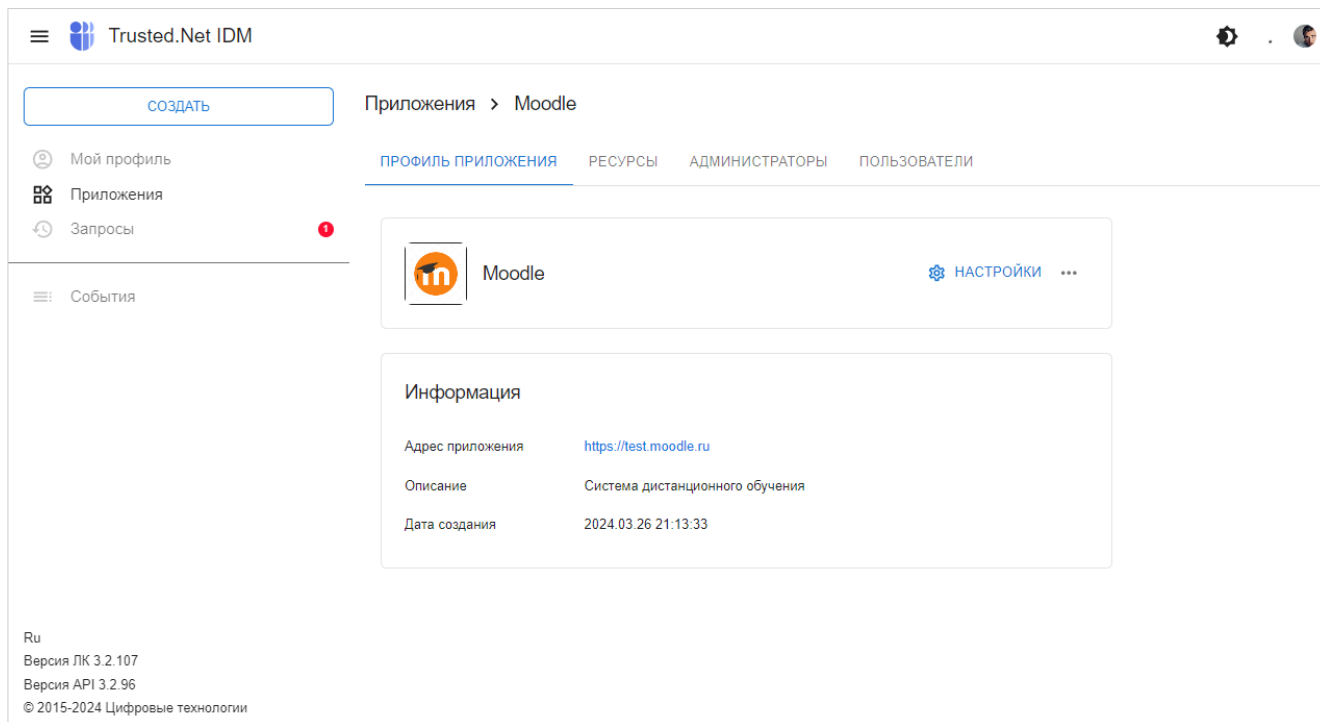 Trusted.Net IDM
СОЗДАТЬ
Мой профиль
Приложения
Запросы 1
События
Приложения > Moodle
ПРОФИЛЬ ПРИЛОЖЕНИЯ РЕСУРСЫ АДМИНИСТРАТОРЫ ПОЛЬЗОВАТЕЛИ
m
Moodle
НАСТРОЙКИ
Информация
Адрес приложения https://test.moodle.ru
Описание Система дистанционного обучения
Дата создания 2024.03.26 21:13:33
Ru
Версия ЛК 3.2.107
Версия API 3.2.96
© 2015-2024 Цифровые технологии